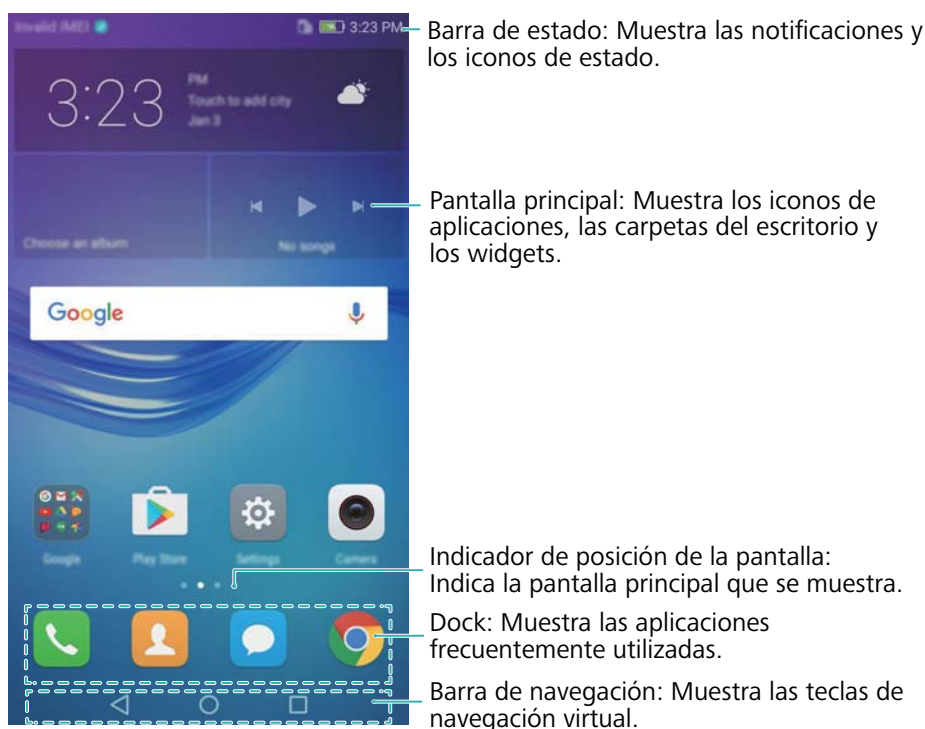 Invalid IMEI
3:23 PM
Barra de estado: Muestra las notificaciones y
los iconos de estado.
3:23
PM
Touch to add city
Jan 3
Pantalla principal: Muestra los iconos de
aplicaciones, las carpetas del escritorio y
los widgets.
Choose an album
No songs
Google
Google
Play Store
Settings
Camera
Indicador de posición de la pantalla:
Indica la pantalla principal que se muestra.
Dock: Muestra las aplicaciones
frecuentemente utilizadas.
Barra de navegación: Muestra las teclas de
navegación virtual.